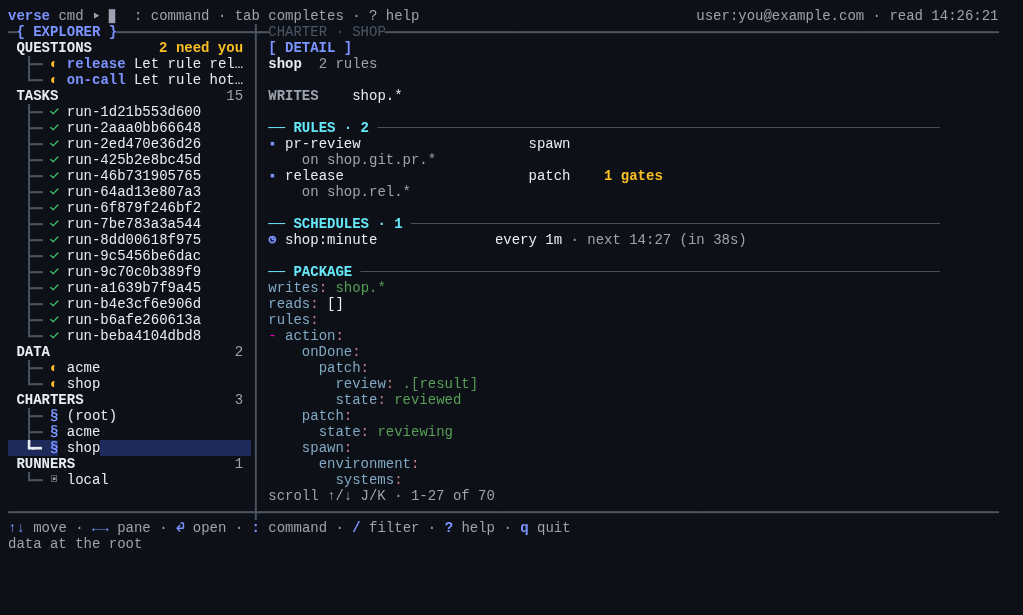 verse cmd ▸ : command · tab completes · ? help user:you@example.com · read 14:26:21
{ EXPLORER } CHARTER · SHOP
QUESTIONS 2 need you
release Let rule rel…
on-call Let rule hot…
TASKS 15
✓ run-1d21b553d600
✓ run-2aaa0bb66648
✓ run-2ed470e36d26
✓ run-425b2e8bc45d
✓ run-46b731905765
✓ run-64ad13e807a3
✓ run-6f879f246bf2
✓ run-7be783a3a544
✓ run-8dd00618f975
✓ run-9c5456be6dac
✓ run-9c70c0b389f9
✓ run-a1639b7f9a45
✓ run-b4e3cf6e906d
✓ run-b6afe260613a
✓ run-beba4104dbd8
DATA 2
acme
shop
CHARTERS 3
§ (root)
§ acme
§ shop
RUNNERS 1
local
[ DETAIL ]
shop 2 rules
WRITES shop.*
RULES · 2
▪ pr-review spawn
on shop.git.pr.*
▪ release patch 1 gates
on shop.rel.*
SCHEDULES · 1
shop:minute every 1m · next 14:27 (in 38s)
PACKAGE
writes: shop.*
reads: []
rules:
- action:
onDone:
patch:
review: .[result]
state: reviewed
patch:
state: reviewing
spawn:
environment:
systems:
scroll ↑/↓ J/K · 1-27 of 70
↑↓ move · ←→ pane · ⏎ open · : command · / filter · ? help · q quit
data at the root